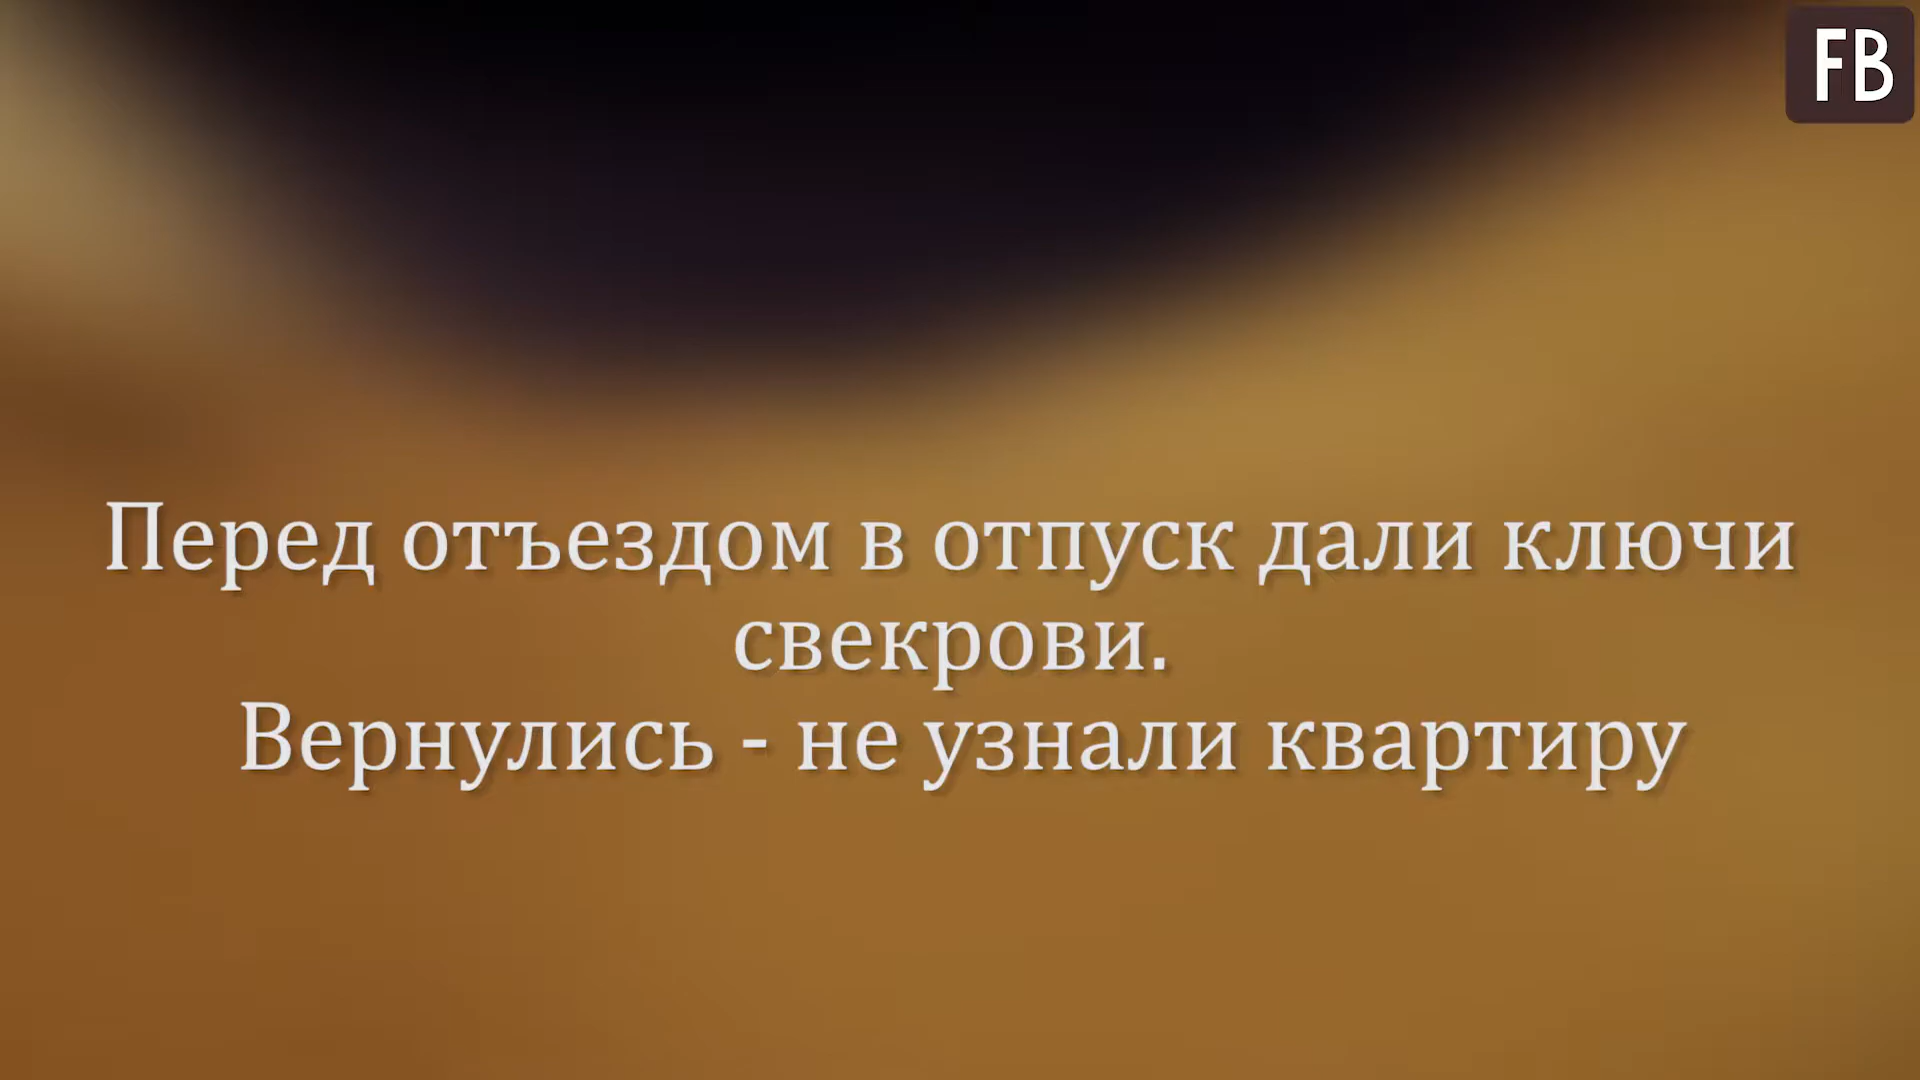 FB
Перед отъездом в отпуск дали ключи
свекрови.
Вернулись - не узнали квартиру